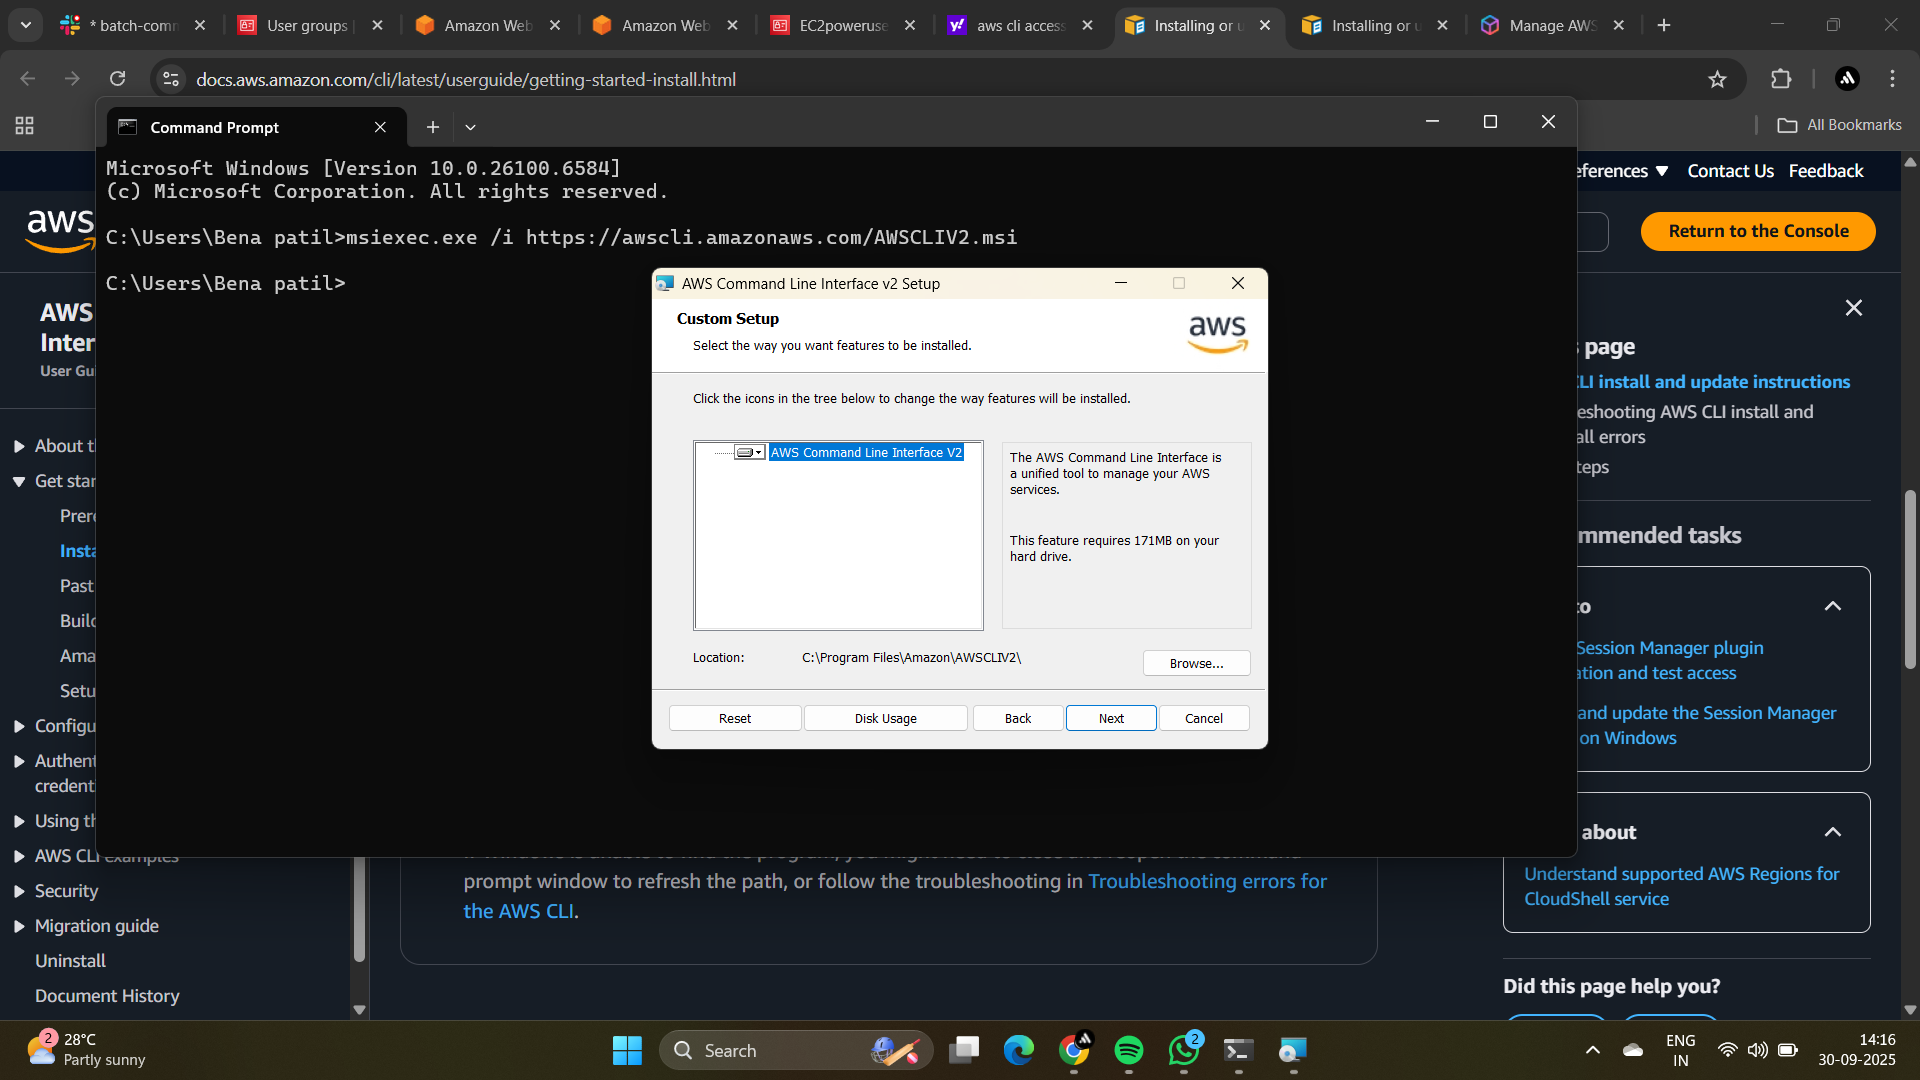 * batch-comm
User groups
Amazon Web
Amazon Web
EC2poweruse
aws cli access
Installing or u
Installing or u
Manage AWS
docs.aws.amazon.com/cli/latest/userguide/getting-started-install.html
All Bookmarks
Command Prompt
Microsoft Windows [Version 10.0.26100.6584]
(c) Microsoft Corporation. All rights reserved.
C:\Users\Bena patil>msiexec.exe /i https://awscli.amazonaws.com/AWSCLIV2.msi
C:\Users\Bena patil>
AWS Command Line Interface v2 Setup
Custom Setup
Select the way you want features to be installed.
aws
Click the icons in the tree below to change the way features will be installed.
AWS Command Line Interface V2
The AWS Command Line Interface is
a unified tool to manage your AWS
services.
This feature requires 171MB on your
hard drive.
Location:
C:\Program Files\Amazon\AWSCLIV2\
Browse...
Reset
Disk Usage
Back
Next
Cancel
aws
AWS
Inter
User Gu
About t
Get star
Prere
Insta
Past
Build
Ama
Setu
Configu
Authent
credent
Using th
AWS CLI examples
Security
Migration guide
Uninstall
Document History
prompt window to refresh the path, or follow the troubleshooting in Troubleshooting errors for
the AWS CLI.
eferences
Contact Us
Feedback
Return to the Console
s page
CLI install and update instructions
eshooting AWS CLI install and
all errors
teps
mmended tasks
to
Session Manager plugin
ation and test access
and update the Session Manager
on Windows
about
Understand supported AWS Regions for
CloudShell service
Did this page help you?
2
28°C
Partly sunny
Search
2
ENG
IN
14:16
30-09-2025